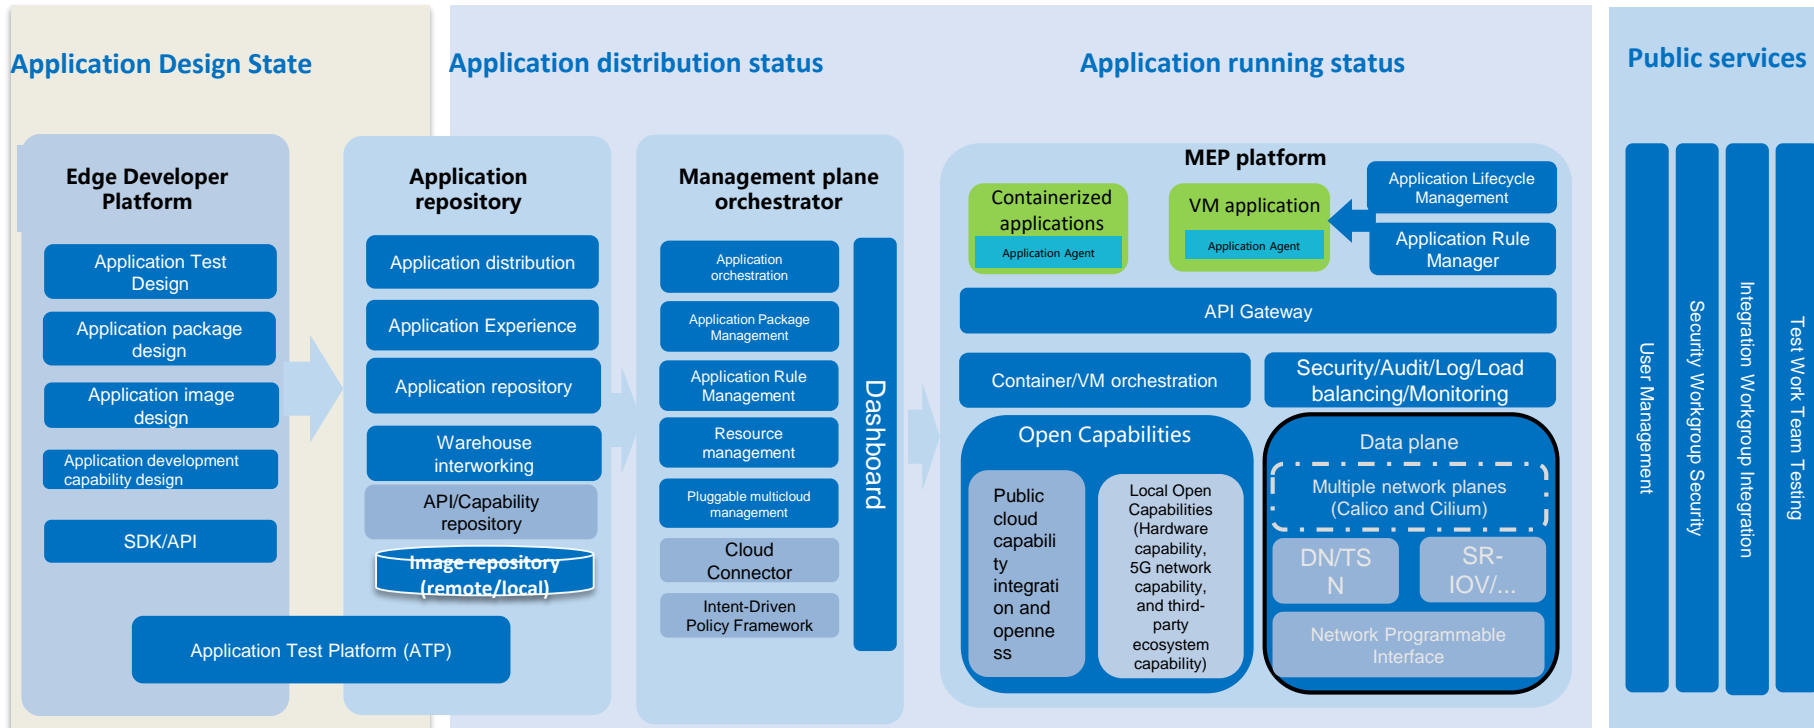 Application Design State
Application distribution status
Application running status
Public services
Edge Developer
Platform
Application Test
Design
Application package
design
Application image
design
Application development
capability design
SDK/API
Application Test Platform (ATP)
Application
repository
Application distribution
Application Experience
Application repository
Warehouse
interworking
API/Capability
repository
Image repository
(remote/local)
Management plane
orchestrator
Application
orchestration
Application Package
Management
Application Rule
Management
Resource
management
Pluggable multicloud
management
Cloud
Connector
Intent-Driven
Policy Framework
Dashboard
MEP platform
Containerized
applications
Application Agent
VM application
Application Agent
Application Lifecycle
Management
Application Rule
Manager
API Gateway
Container/VM orchestration
Security/Audit/Log/Load
balancing/Monitoring
Open Capabilities
Public
cloud
capabili
ty
integrati
on and
openne
ss
Local Open
Capabilities
(Hardware
capability,
5G network
capability,
and third-
party
ecosystem
capability)
Data plane
Multiple network planes
(Calico and Cilium)
DN/TS
N
SR-
IOV/...
Network Programmable
Interface
User Management
Security Workgroup Security
Integration Workgroup Integration
Test Work Team Testing